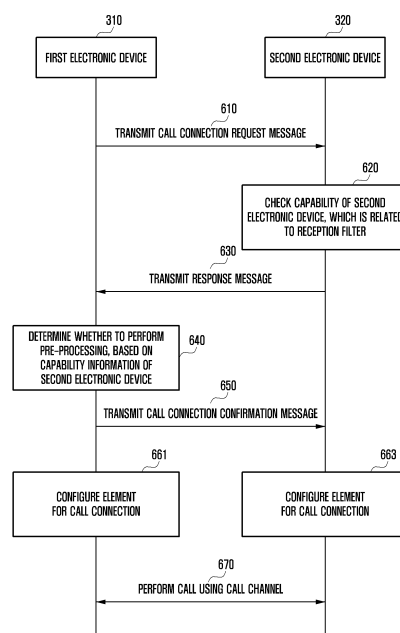 310
320
FIRST ELECTRONIC DEVICE
SECOND ELECTRONIC DEVICE
610
TRANSMIT CALL CONNECTION REQUEST MESSAGE
620
CHECK CAPABILITY OF SECOND
ELECTRONIC DEVICE, WHICH IS RELATED
TO RECEPTION FILTER
630
TRANSMIT RESPONSE MESSAGE
DETERMINE WHETHER TO PERFORM
PRE-PROCESSING, BASED ON
CAPABILITY INFORMATION OF
SECOND ELECTRONIC DEVICE
640
650
TRANSMIT CALL CONNECTION CONFIRMATION MESSAGE
661
663
CONFIGURE ELEMENT
FOR CALL CONNECTION
CONFIGURE ELEMENT
FOR CALL CONNECTION
670
PERFORM CALL USING CALL CHANNEL